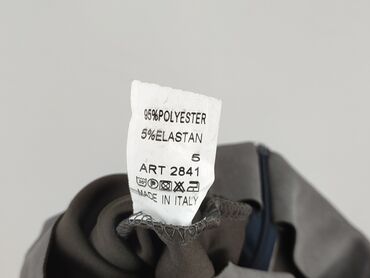 95%POLYESTER
5%ELASTAN
5
ART 2841
MADE IN ITALY